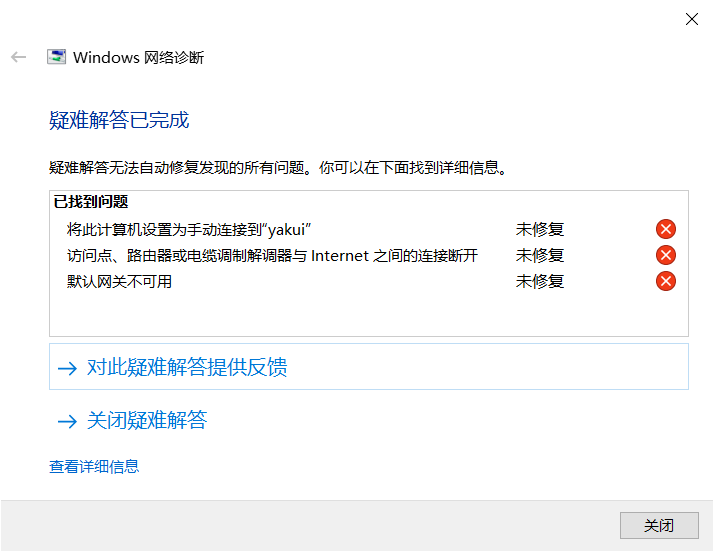 Windows 网络诊断
疑难解答已完成
疑难解答无法自动修复发现的所有问题。你可以在下面找到详细信息。
已找到问题
将此计算机设置为手动连接到“yakui” 未修复
访问点、路由器或电缆调制解调器与 Internet 之间的连接断开 未修复
默认网关不可用 未修复
→ 对此疑难解答提供反馈
→ 关闭疑难解答
查看详细信息
关闭